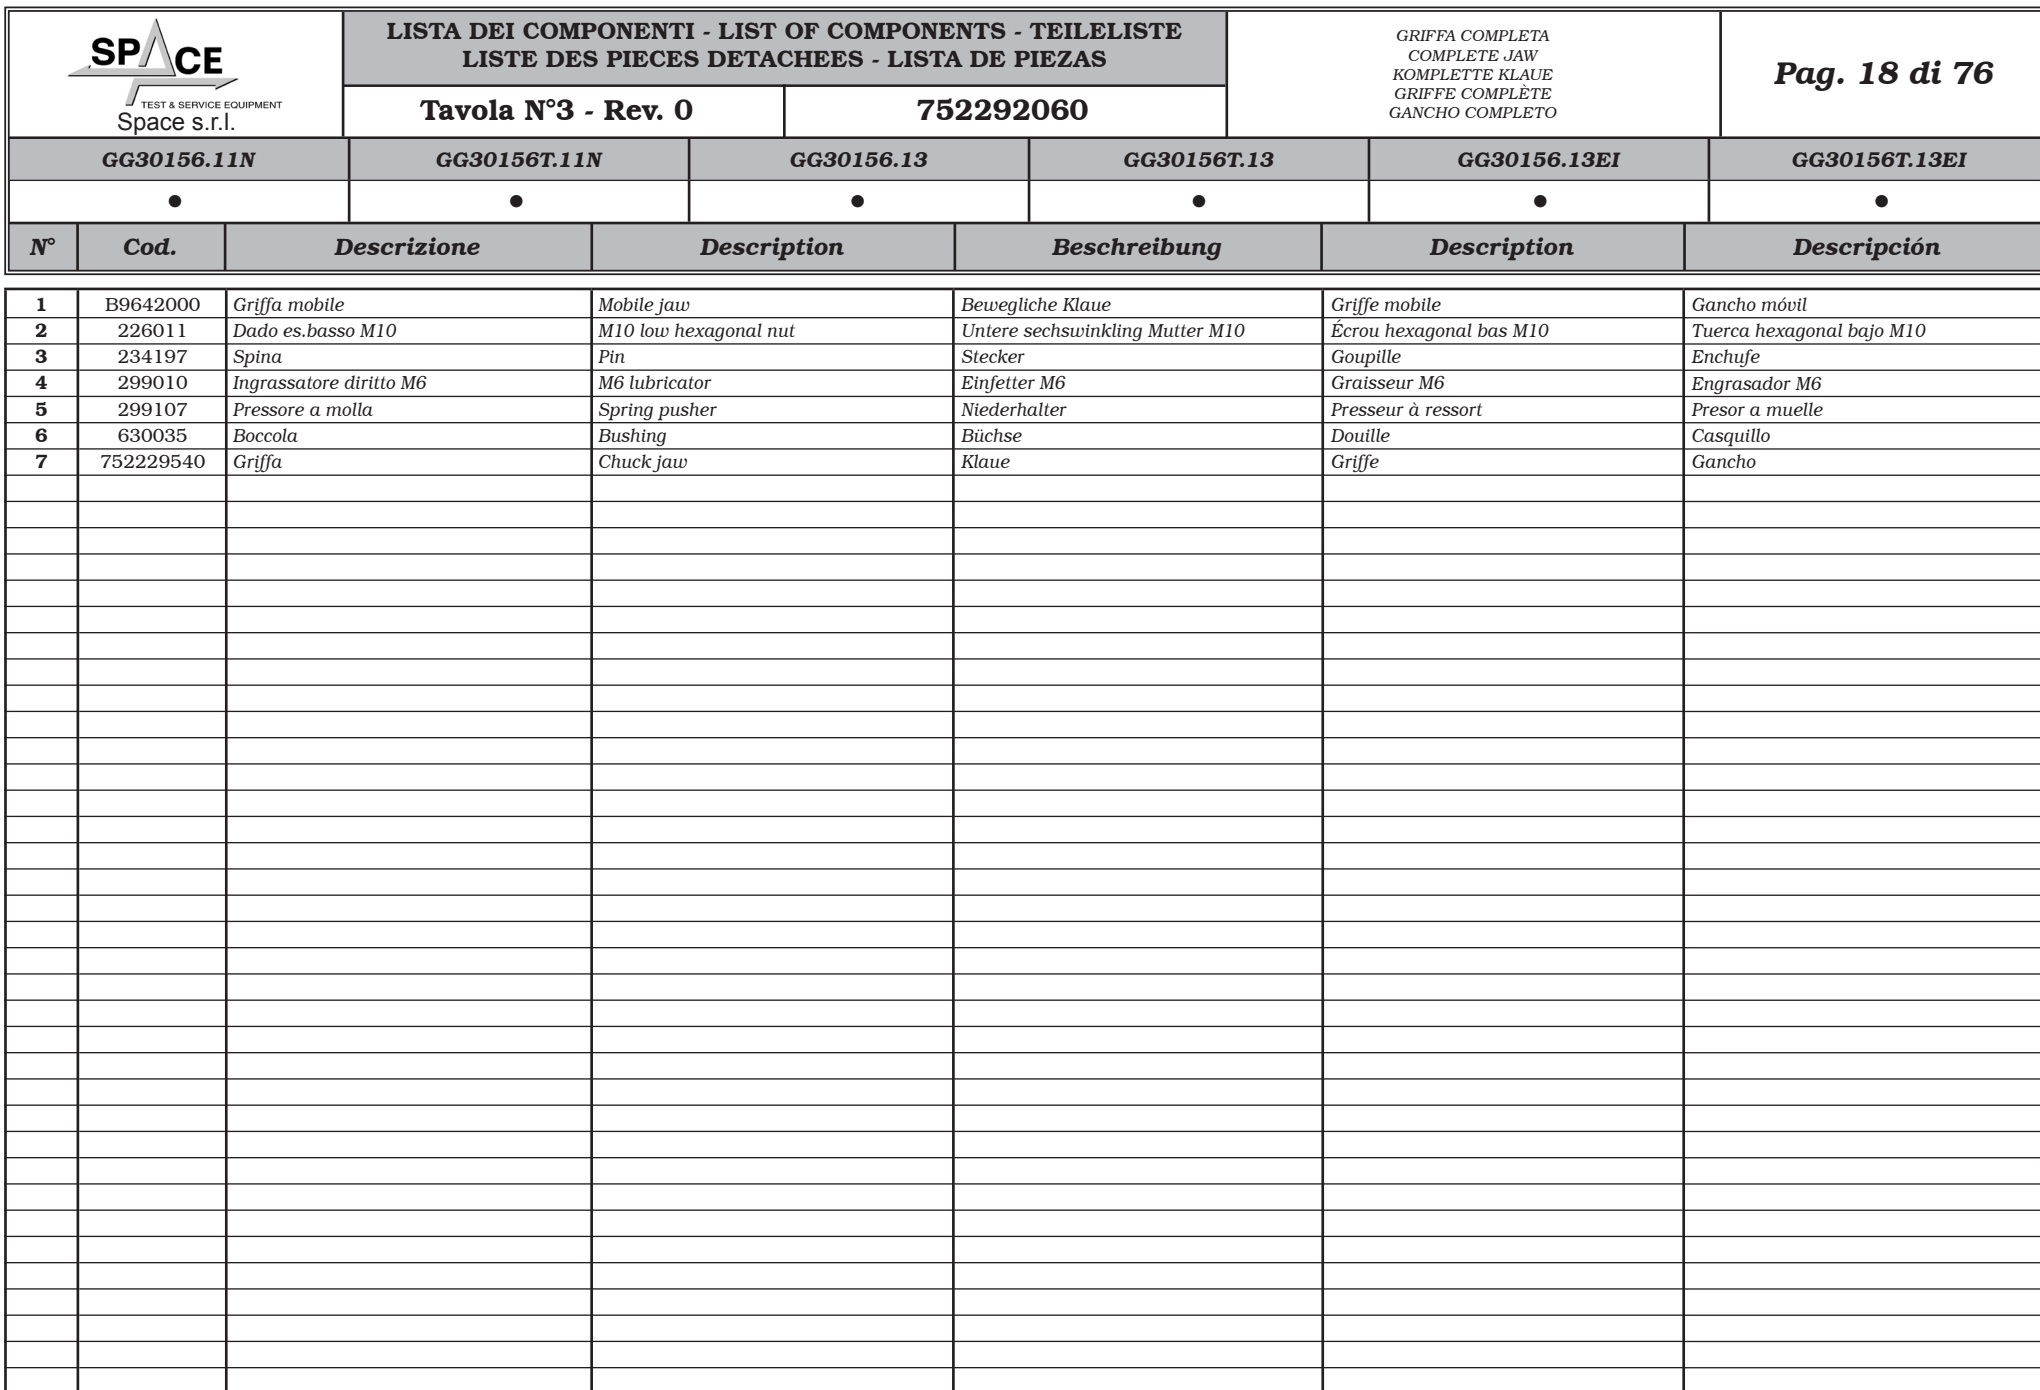 SPACE
TEST & SERVICE EQUIPMENT
Space s.r.l.
LISTA DEI COMPONENTI - LIST OF COMPONENTS - TEILELISTE
LISTE DES PIECES DETACHEES - LISTA DE PIEZAS
Tavola N°3 - Rev. 0 752292060
GRIFFA COMPLETA
COMPLETE JAW
KOMPLETTE KLAUE
GRIFFE COMPLÈTE
GANCHO COMPLETO
Pag. 18 di 76
GG30156.11N GG30156T.11N GG30156.13 GG30156T.13 GG30156.13EI GG30156T.13EI
● ● ● ● ● ●
N° Cod. Descrizione Description Beschreibung Description Descripción
1 B9642000 Griffa mobile Mobile jaw Bewegliche Klaue Griffe mobile Gancho móvil
2 226011 Dado es.basso M10 M10 low hexagonal nut Untere sechswinkling Mutter M10 Écrou hexagonal bas M10 Tuerca hexagonal bajo M10
3 234197 Spina Pin Stecker Goupille Enchufe
4 299010 Ingrassatore diritto M6 M6 lubricator Einfetter M6 Graisseur M6 Engrasador M6
5 299107 Pressore a molla Spring pusher Niederhalter Presseur à ressort Presor a muelle
6 630035 Boccola Bushing Büchse Douille Casquillo
7 752229540 Griffa Chuck jaw Klaue Griffe Gancho